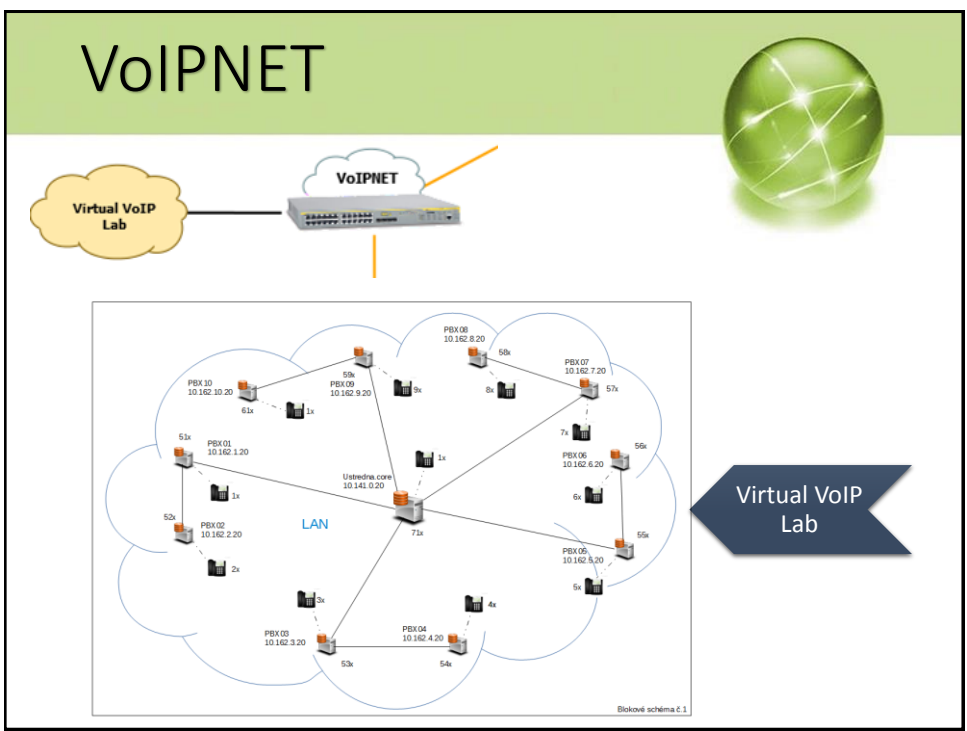 VoIPNET
VoIPNET
Virtual VoIP
Lab
PBX 08
10.162.8.20
58x
8x
PBX 07
10.162.7.20
57x
7x
59x
PBX 09
10.162.9.20
9x
PBX 10
10.162.10.20
61x
1x
51x
PBX 01
10.162.1.20
1x
1x
Ustredna.core
10.141.0.20
71x
56x
PBX 06
10.162.6.20
6x
52x
PBX 02
10.162.2.20
2x
LAN
55x
PBX 05
10.162.5.20
5x
3x
4x
PBX 03
10.162.3.20
53x
PBX 04
10.162.4.20
54x
Blokové schéma č.1
Virtual VoIP
Lab